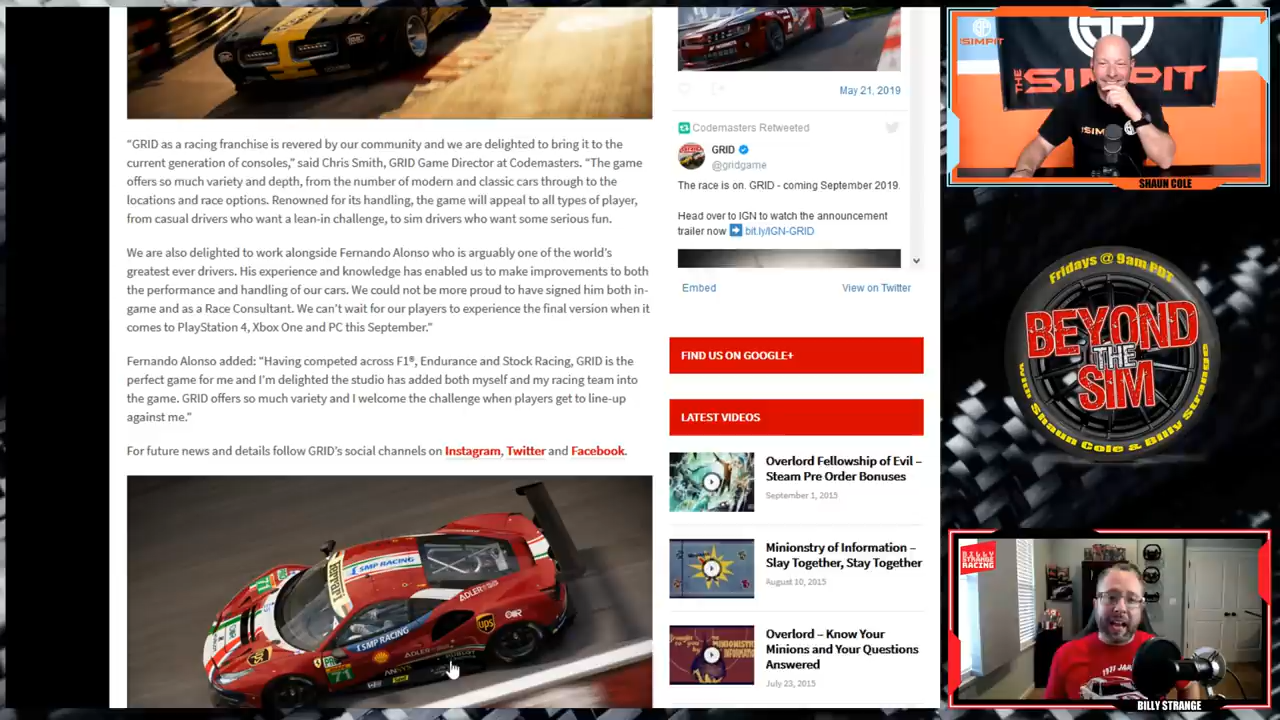 “GRID as a racing franchise is revered by our community and we are delighted to bring it to the
current generation of consoles,” said Chris Smith, GRID Game Director at Codemasters. “The game
offers so much variety and depth, from the number of modern and classic cars through to the
locations and race options. Renowned for its handling, the game will appeal to all types of player,
from casual drivers who want a lean-in challenge, to sim drivers who want some serious fun.
We are also delighted to work alongside Fernando Alonso who is arguably one of the world’s
greatest ever drivers. His experience and knowledge has enabled us to make improvements to both
the performance and handling of our cars. We could not be more proud to have signed him both in-
game and as a Race Consultant. We can’t wait for our players to experience the final version when it
comes to PlayStation 4, Xbox One and PC this September.”
Fernando Alonso added: “Having competed across F1®, Endurance and Stock Racing, GRID is the
perfect game for me and I’m delighted the studio has added both myself and my racing team into
the game. GRID offers so much variety and I welcome the challenge when players get to line-up
against me.”
For future news and details follow GRID’s social channels on Instagram, Twitter and Facebook.
SMP RACING
ADLER
SMP RACING
ADLER
ups
OIR
71
May 21, 2019
Codemasters Retweeted
GRID
@gridgame
The race is on. GRID - coming September 2019.
Head over to IGN to watch the announcement
trailer now bit.ly/IGN-GRID
Embed
View on Twitter
FIND US ON GOOGLE+
LATEST VIDEOS
Overlord Fellowship of Evil –
Steam Pre Order Bonuses
September 1, 2015
Minionstry of Information –
Slay Together, Stay Together
August 10, 2015
Overlord – Know Your
Minions and Your Questions
Answered
July 23, 2015
SIMPIT
THE SIMPIT
SHAUN COLE
Fridays @ 9am PDT
BEYOND
THE
SIM
with Shaun Cole & Billy Strange
BILLY STRANGE
RACING
BILLY STRANGE